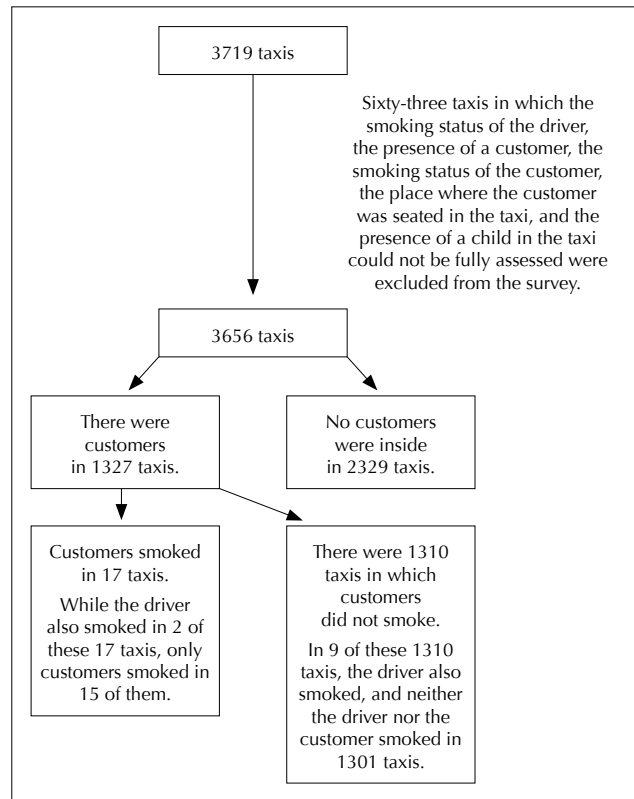 3719 taxis
Sixty-three taxis in which the
smoking status of the driver,
the presence of a customer, the
smoking status of the customer,
the place where the customer
was seated in the taxi, and the
presence of a child in the taxi
could not be fully assessed were
excluded from the survey.
3656 taxis
There were
customers
in 1327 taxis.
No customers
were inside
in 2329 taxis.
Customers smoked
in 17 taxis.
While the driver
also smoked in 2 of
these 17 taxis, only
customers smoked in
15 of them.
There were 1310
taxis in which
customers
did not smoke.
In 9 of these 1310
taxis, the driver also
smoked, and neither
the driver nor the
customer smoked in
1301 taxis.